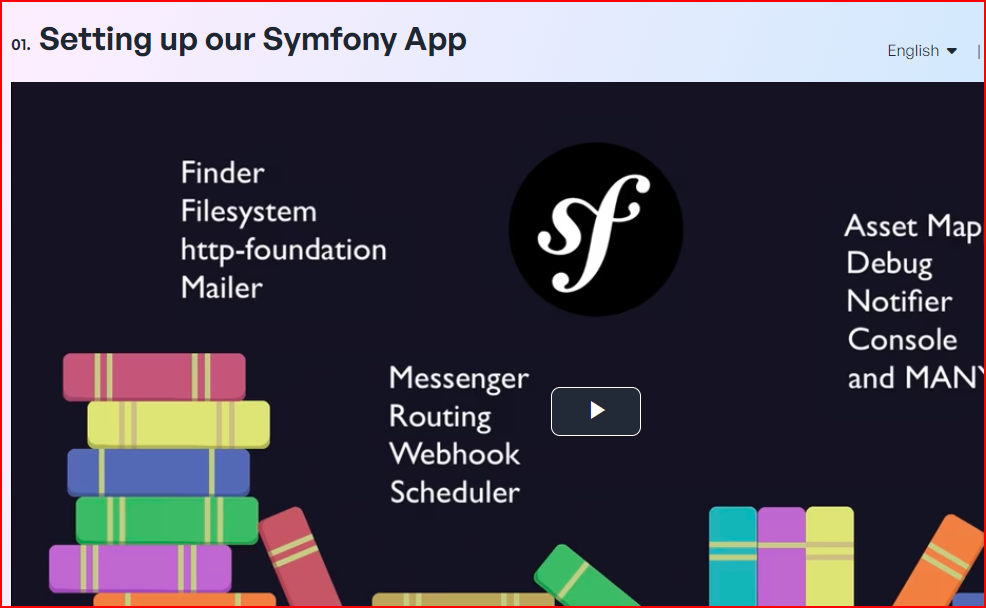 01. Setting up our Symfony App
English
|
Finder
Filesystem
http-foundation
Mailer
sf
Asset Map
Debug
Notifier
Console
and MANY
Messenger
Routing
Webhook
Scheduler